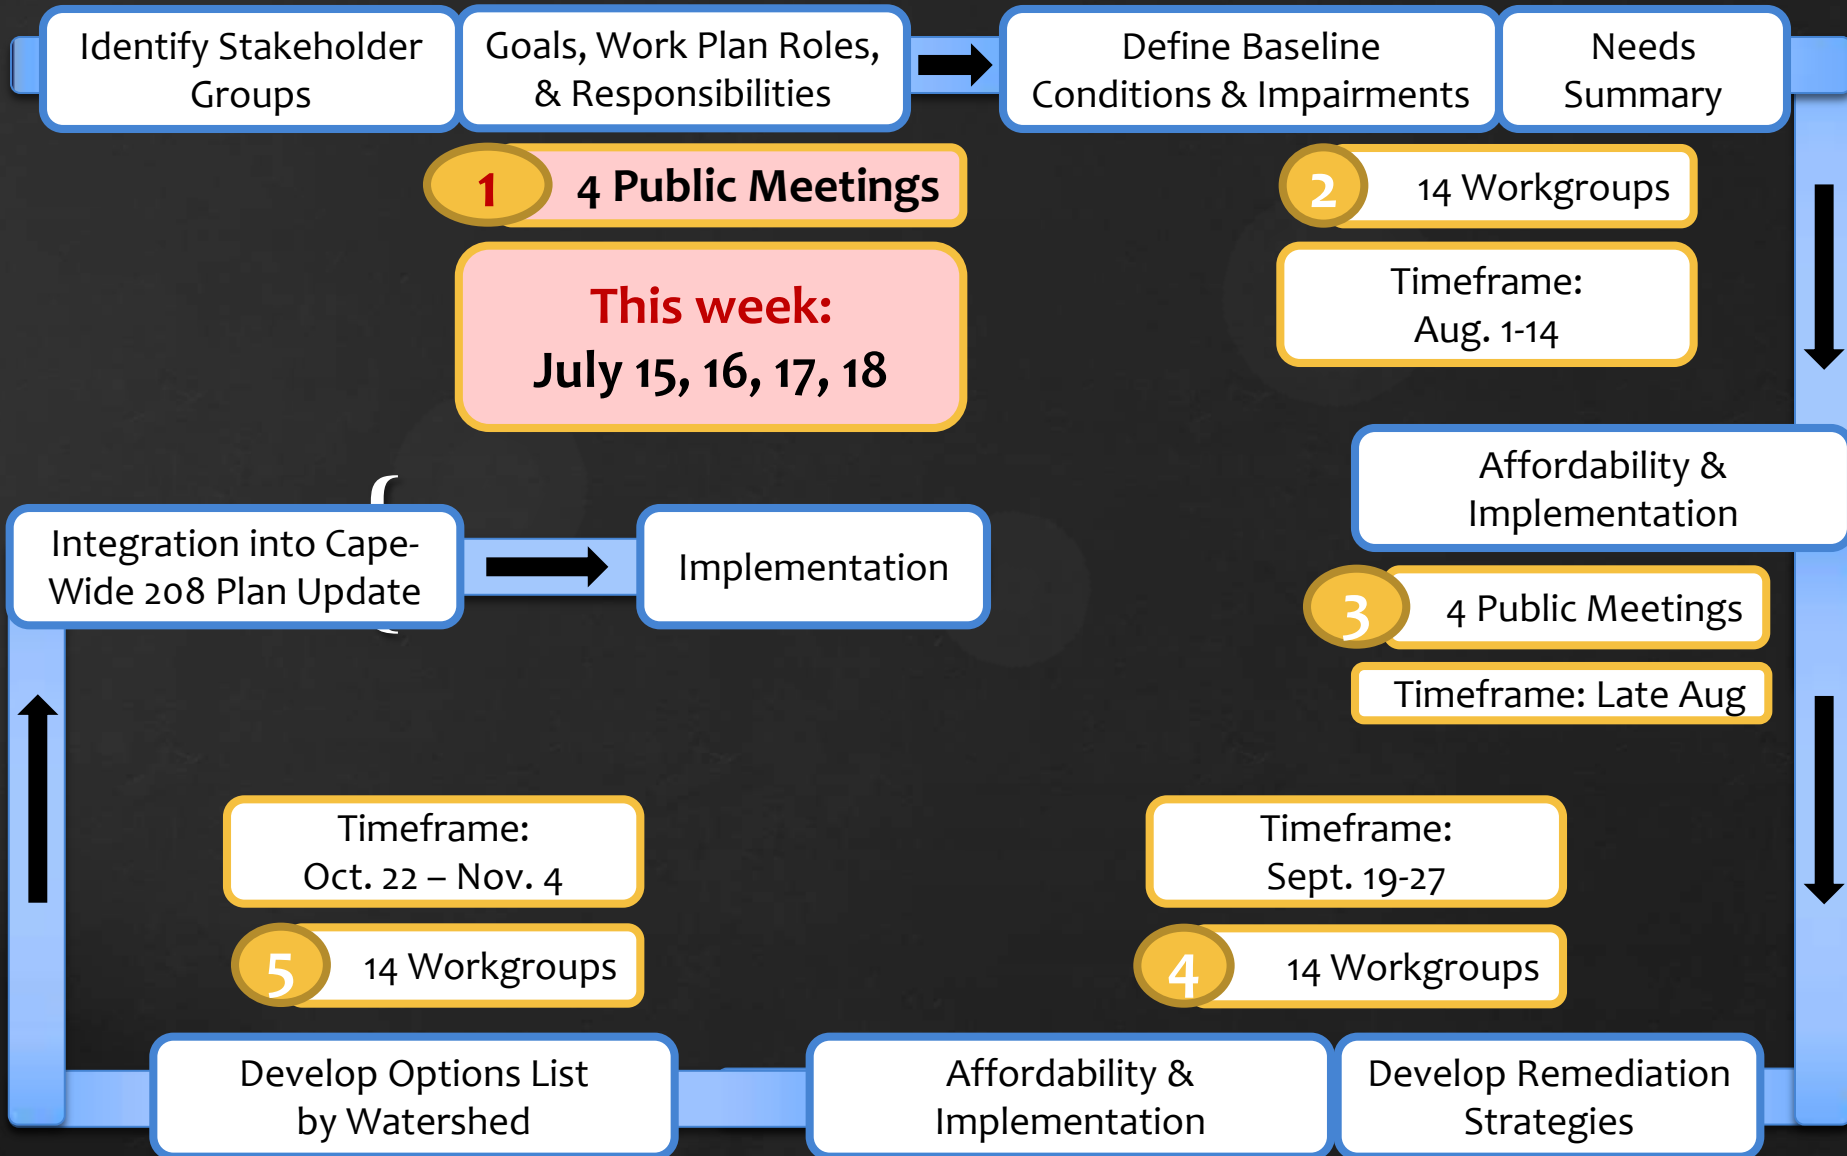 Identify Stakeholder
Groups
Goals, Work Plan Roles,
& Responsibilities
Define Baseline
Conditions & Impairments
Needs
Summary
1
4 Public Meetings
This week:
July 15, 16, 17, 18
2
14 Workgroups
Timeframe:
Aug. 1-14
Affordability &
Implementation
3
4 Public Meetings
Timeframe: Late Aug
Timeframe:
Sept. 19-27
4
14 Workgroups
Develop Remediation
Strategies
Affordability &
Implementation
Timeframe:
Oct. 22 – Nov. 4
5
14 Workgroups
Develop Options List
by Watershed
Integration into Cape-
Wide 208 Plan Update
Implementation